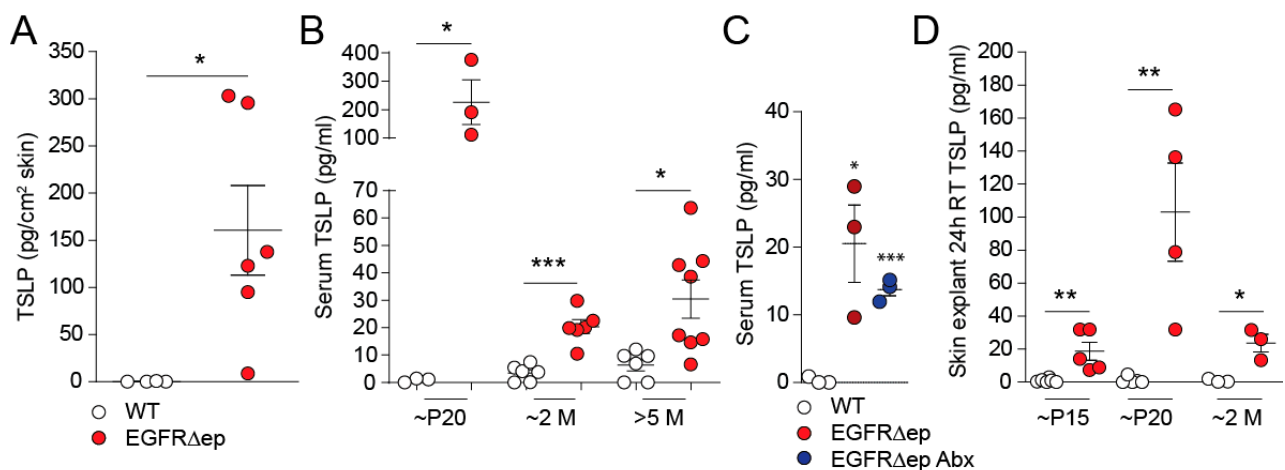 A
TSLP (pg/cm² skin)
350
300
250
200
150
100
50
0
*
WT
EGFRΔep
B
Serum TSLP (pg/ml)
400
300
200
100
70
60
50
40
30
20
10
0
*
***
*
~P20
~2 M
>5 M
C
Serum TSLP (pg/ml)
40
30
20
10
0
*
***
WT
EGFRΔep
EGFRΔep Abx
D
Skin explant 24h RT TSLP (pg/ml)
200
180
160
140
120
100
80
60
40
20
0
**
**
*
~P15
~P20
~2 M